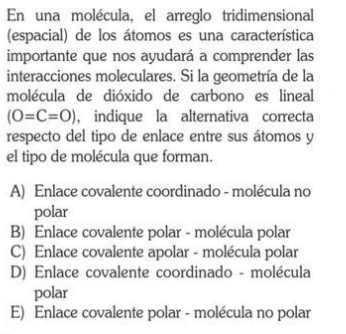 En una molécula, el arreglo tridimensional
(espacial) de los átomos es una característica
importante que nos ayudará a comprender las
interacciones moleculares. Si la geometría de la
molécula de dióxido de carbono es lineal
(O=C=O), indique la alternativa correcta
respecto del tipo de enlace entre sus átomos y
el tipo de molécula que forman.
A) Enlace covalente coordinado - molécula no
polar
B) Enlace covalente polar - molécula polar
C) Enlace covalente apolar - molécula polar
D) Enlace covalente coordinado - molécula
polar
E) Enlace covalente polar - molécula no polar